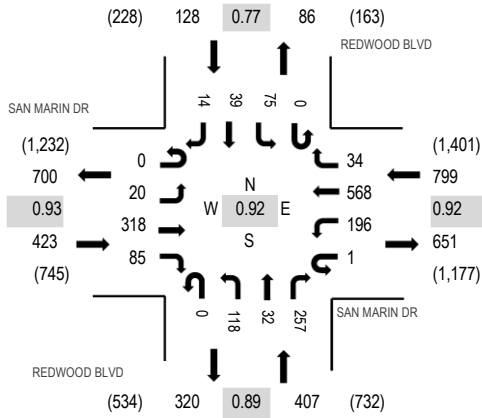 (228) 128 0.77 86 (163)
REDWOOD BLVD
SAN MARIN DR
14 39 75 0
(1,232) (1,401)
0 34
700 799
20 N 568
0.93 W 0.92 E 0.92
318 196
423 S 651
85 1
(745) (1,177)
0 118 32 257
SAN MARIN DR
REDWOOD BLVD
(534) 320 0.89 407 (732)